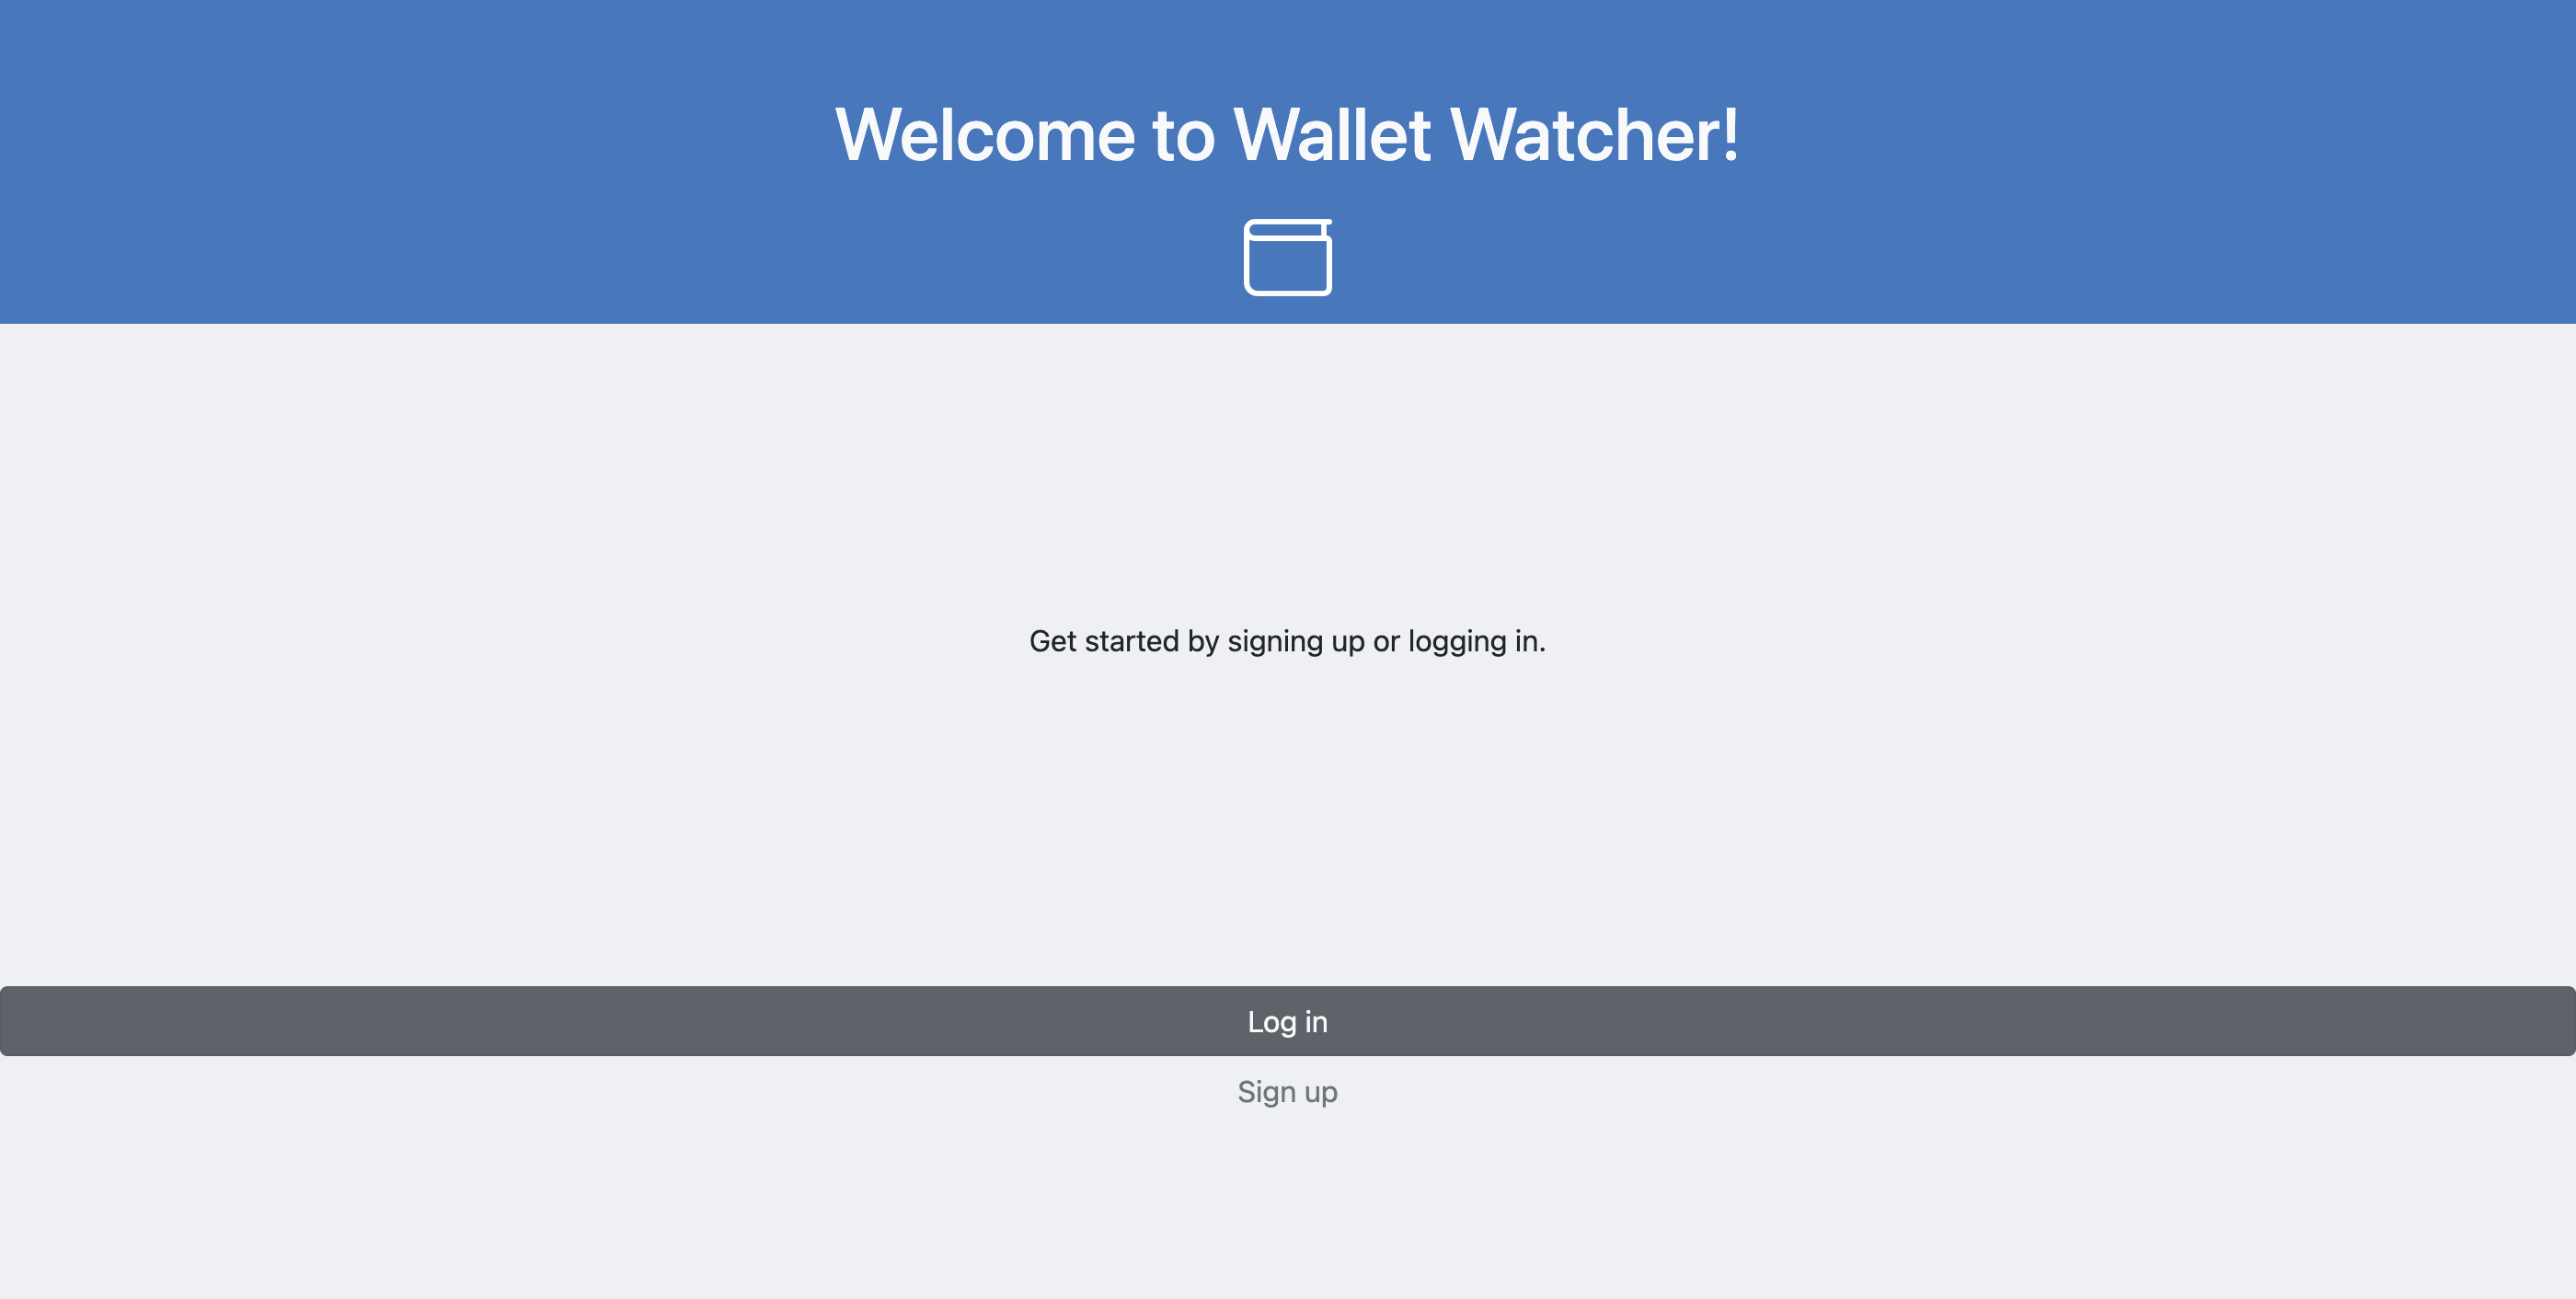 Welcome to Wallet Watcher!
Get started by signing up or logging in.
Log in
Sign up